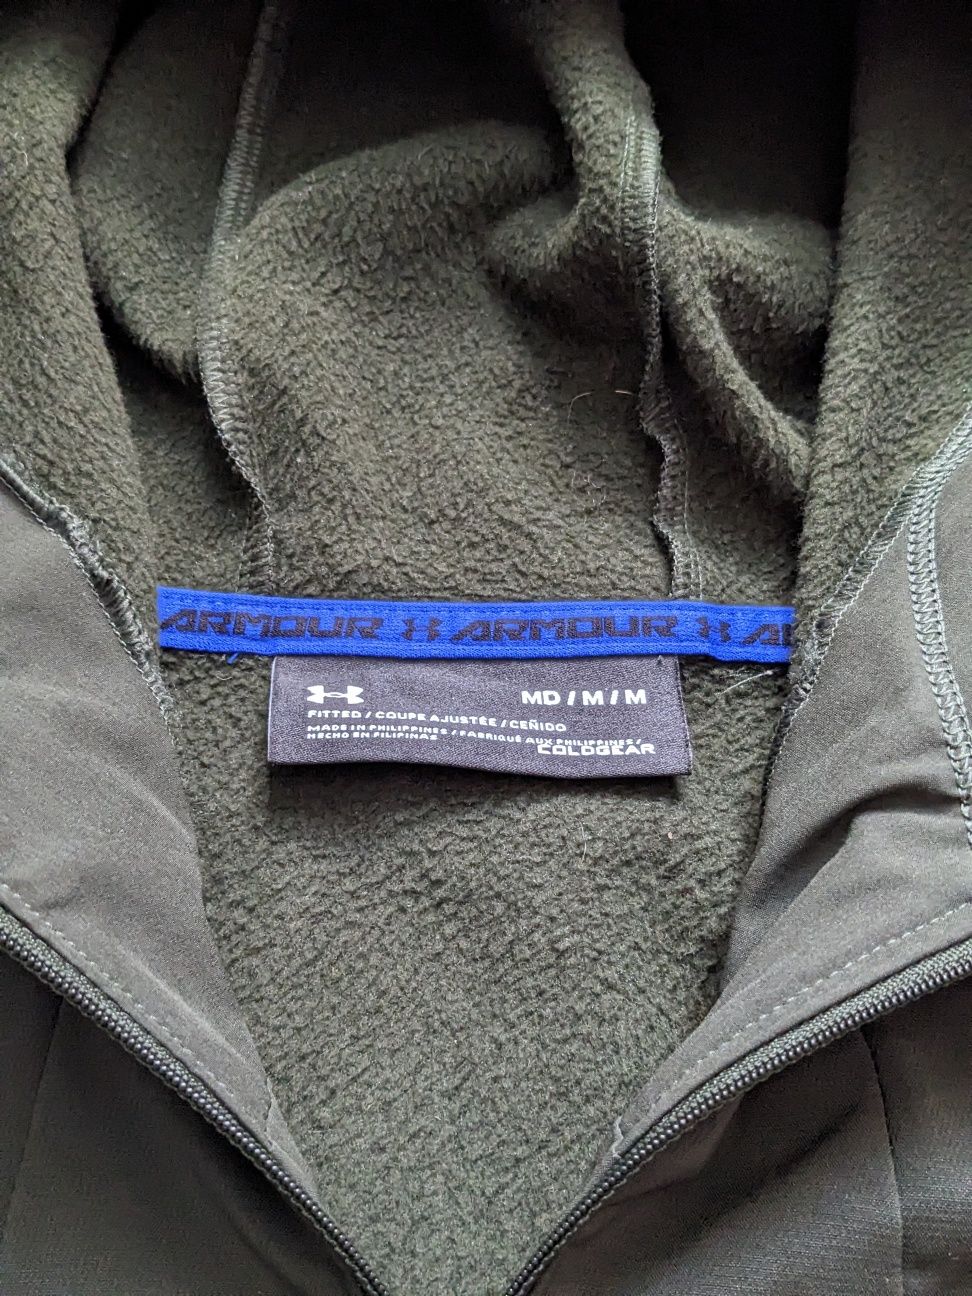 ARMOUR ARMOUR A
MD / M / M
FITTED / COUPE AJUSTÉE / CEÑIDO
MADE IN PHILIPPINES / FABRIQUÉ AUX PHILIPPINES /
HECHO EN FILIPINAS
COLDGEAR